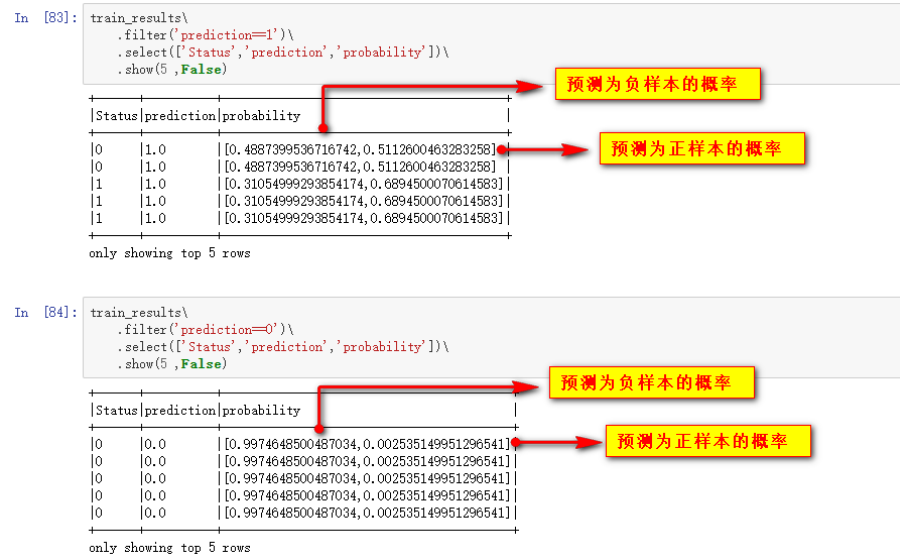 In [83]: train_results\
.filter('prediction==1')\
.select(['Status','prediction','probability'])\
.show(5 ,False)
预测为负样本的概率
|Status|prediction|probability |
预测为正样本的概率
|0 |1.0 |[0.4887399536716742,0.5112600463283258]|
|0 |1.0 |[0.4887399536716742,0.5112600463283258]|
|1 |1.0 |[0.31054999293854174,0.6894500070614583]|
|1 |1.0 |[0.31054999293854174,0.6894500070614583]|
|1 |1.0 |[0.31054999293854174,0.6894500070614583]|
only showing top 5 rows
In [84]: train_results\
.filter('prediction==0')\
.select(['Status','prediction','probability'])\
.show(5 ,False)
预测为负样本的概率
|Status|prediction|probability |
预测为正样本的概率
|0 |0.0 |[0.9974648500487034,0.002535149951296541]|
|0 |0.0 |[0.9974648500487034,0.002535149951296541]|
|0 |0.0 |[0.9974648500487034,0.002535149951296541]|
|0 |0.0 |[0.9974648500487034,0.002535149951296541]|
|0 |0.0 |[0.9974648500487034,0.002535149951296541]|
only showing top 5 rows